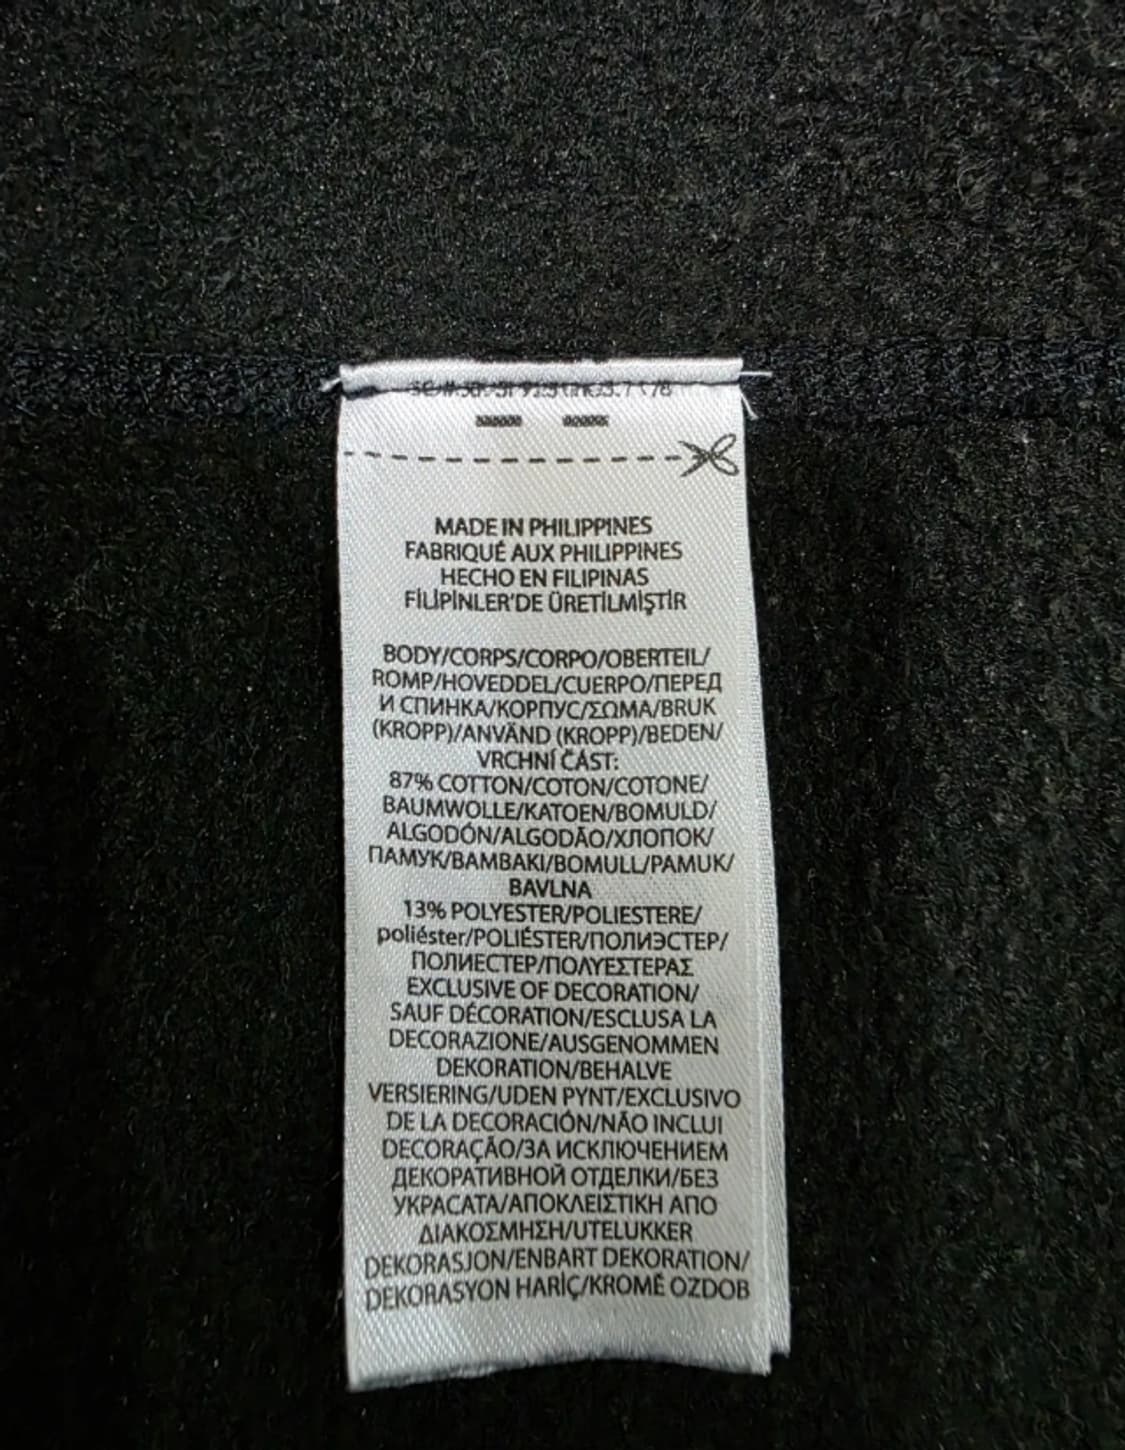 MADE IN PHILIPPINES
FABRIQUÉ AUX PHILIPPINES
HECHO EN FILIPINAS
FİLİPİNLER'DE ÜRETİLMİŞTİR
BODY/CORPS/CORPO/OBERTEIL/
ROMP/HOVEDDEL/CUERPO/ПЕРЕД
И СПИНКА/КОРПУС/ΣΩΜΑ/BRUK
(KROPP)/ANVÄND (KROPP)/BEDEN/
VRCHNÍ ČÁST:
87% COTTON/COTON/COTONE/
BAUMWOLLE/KATOEN/BOMULD/
ALGODÓN/ALGODÃO/ХЛОПОК/
ПАМУК/ΒΑΜΒΑΚΙ/BOMULL/PAMUK/
BAVLNA
13% POLYESTER/POLIESTERE/
poliéster/POLIÉSTER/ПОЛИЭСТЕР/
ПОЛИЕСТЕР/ΠΟΛΥΕΣΤΕΡΑΣ
EXCLUSIVE OF DECORATION/
SAUF DÉCORATION/ESCLUSA LA
DECORAZIONE/AUSGENOMMEN
DEKORATION/BEHALVE
VERSIERING/UDEN PYNT/EXCLUSIVO
DE LA DECORACIÓN/NÃO INCLUI
DECORAÇÃO/ЗА ИСКЛЮЧЕНИЕМ
ДЕКОРАТИВНОЙ ОТДЕЛКИ/БЕЗ
УКРАСАТА/ΑΠΟΚΛΕΙΣΤΙΚΗ ΑΠΟ
ΔΙΑΚΟΣΜΗΣΗ/UTELUKKER
DEKORASJON/ENBART DEKORATION/
DEKORASYON HARİÇ/KROMĚ OZDOB